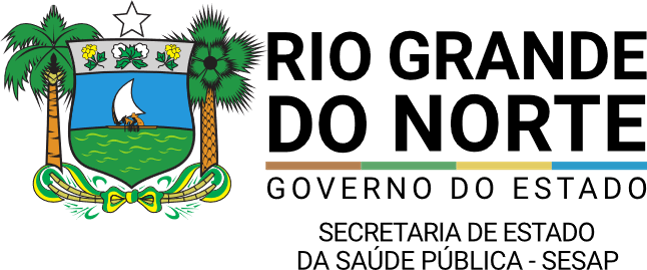 RIO GRANDE
DO NORTE
GOVERNO DO ESTADO
SECRETARIA DE ESTADO
DA SAÚDE PÚBLICA - SESAP